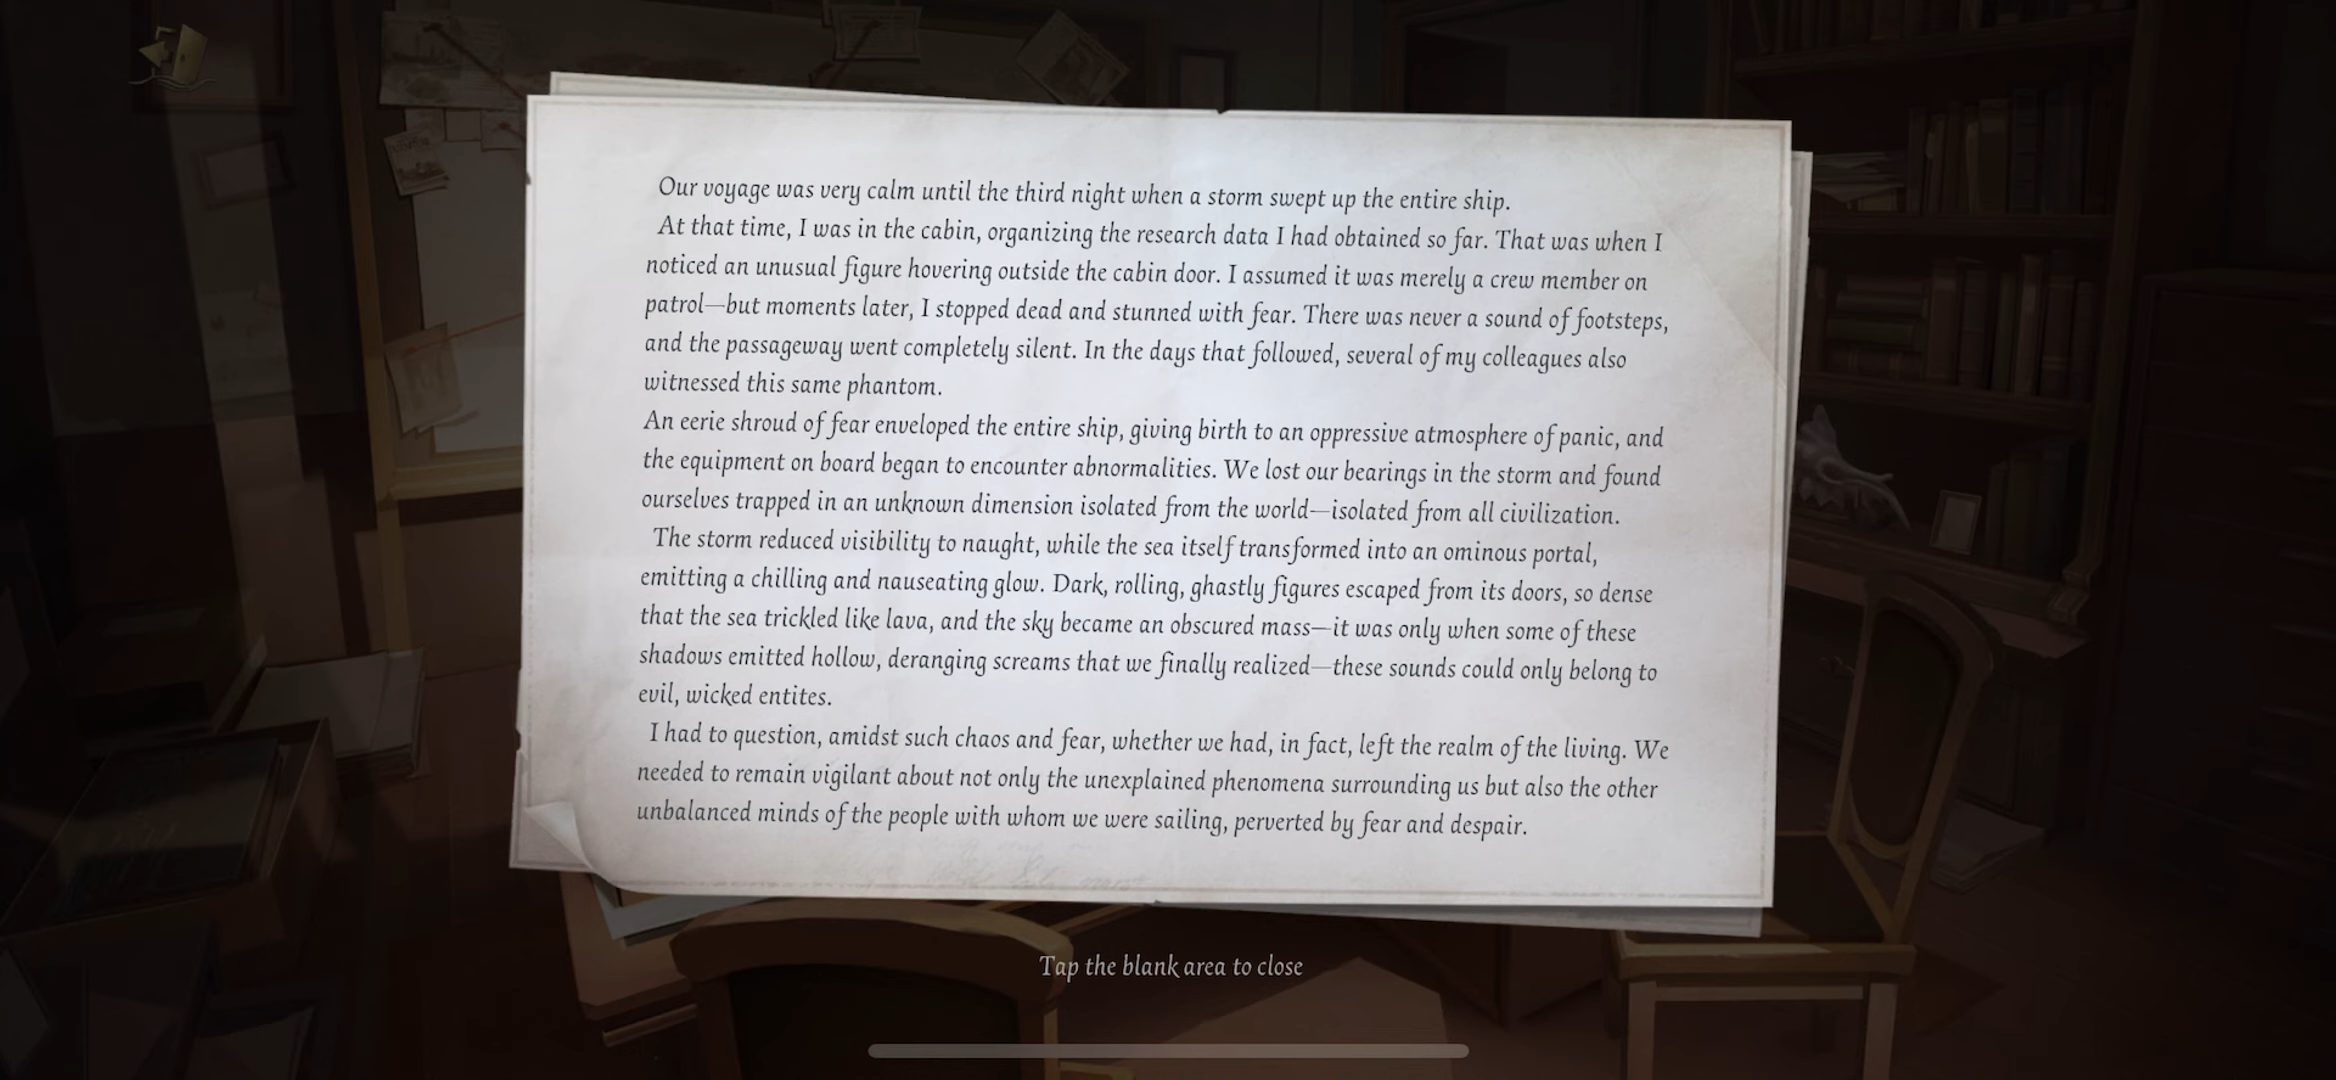 Our voyage was very calm until the third night when a storm swept up the entire ship.
At that time, I was in the cabin, organizing the research data I had obtained so far. That was when I
noticed an unusual figure hovering outside the cabin door. I assumed it was merely a crew member on
patrol—but moments later, I stopped dead and stunned with fear. There was never a sound of footsteps,
and the passageway went completely silent. In the days that followed, several of my colleagues also
witnessed this same phantom.
An eerie shroud of fear enveloped the entire ship, giving birth to an oppressive atmosphere of panic, and
the equipment on board began to encounter abnormalities. We lost our bearings in the storm and found
ourselves trapped in an unknown dimension isolated from the world—isolated from all civilization.
The storm reduced visibility to naught, while the sea itself transformed into an ominous portal,
emitting a chilling and nauseating glow. Dark, rolling, ghastly figures escaped from its doors, so dense
that the sea trickled like lava, and the sky became an obscured mass—it was only when some of these
shadows emitted hollow, deranging screams that we finally realized—these sounds could only belong to
evil, wicked entites.
I had to question, amidst such chaos and fear, whether we had, in fact, left the realm of the living. We
needed to remain vigilant about not only the unexplained phenomena surrounding us but also the other
unbalanced minds of the people with whom we were sailing, perverted by fear and despair.
Tap the blank area to close